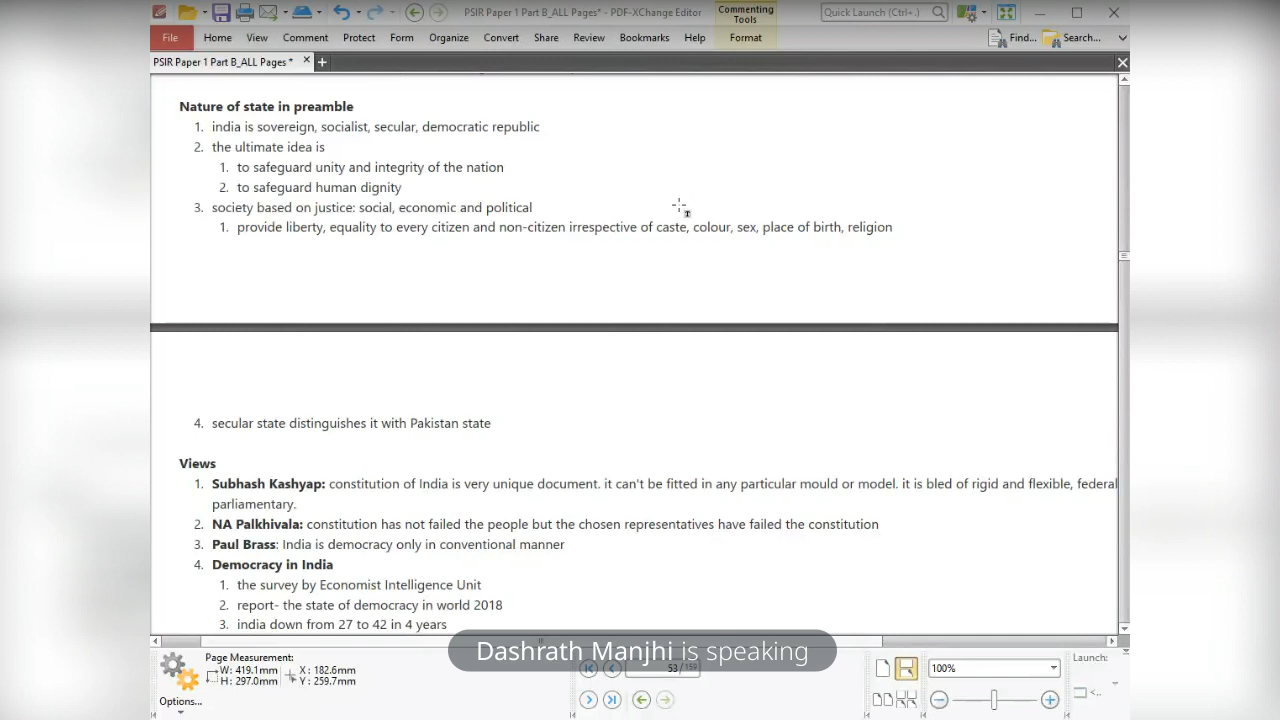 PSIR Paper 1 Part B_ALL Pages* - PDF-XChange Editor
Commenting Tools
Quick Launch (Ctrl+.)
File Home View Comment Protect Form Organize Convert Share Review Bookmarks Help Format Find... Search...
PSIR Paper 1 Part B_ALL Pages *
Nature of state in preamble
1. india is sovereign, socialist, secular, democratic republic
2. the ultimate idea is
1. to safeguard unity and integrity of the nation
2. to safeguard human dignity
3. society based on justice: social, economic and political
1. provide liberty, equality to every citizen and non-citizen irrespective of caste, colour, sex, place of birth, religion
4. secular state distinguishes it with Pakistan state
Views
1. Subhash Kashyap: constitution of India is very unique document. it can't be fitted in any particular mould or model. it is bled of rigid and flexible, federal
parliamentary.
2. NA Palkhivala: constitution has not failed the people but the chosen representatives have failed the constitution
3. Paul Brass: India is democracy only in conventional manner
4. Democracy in India
1. the survey by Economist Intelligence Unit
2. report- the state of democracy in world 2018
3. india down from 27 to 42 in 4 years
Dashrath Manjhi is speaking
Options...
Page Measurement:
W: 419.1mm X: 182.6mm
H: 297.0mm Y: 259.7mm
53 / 159
100%
Launch: